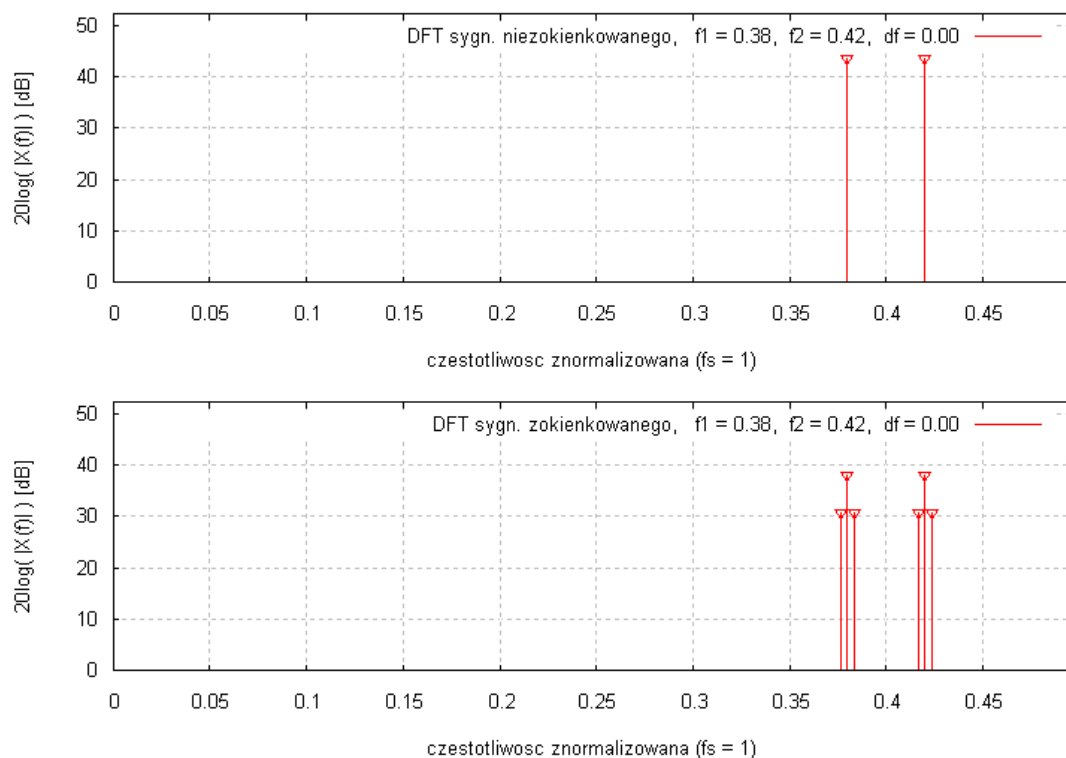 DFT sygn. niezokienkowanego, f1 = 0.38, f2 = 0.42, df = 0.00
20log( |X(f)| ) [dB]
50
40
30
20
10
0
0 0.05 0.1 0.15 0.2 0.25 0.3 0.35 0.4 0.45
czestotliwosc znormalizowana (fs = 1)
DFT sygn. zokienkowanego, f1 = 0.38, f2 = 0.42, df = 0.00
20log( |X(f)| ) [dB]
50
40
30
20
10
0
0 0.05 0.1 0.15 0.2 0.25 0.3 0.35 0.4 0.45
czestotliwosc znormalizowana (fs = 1)